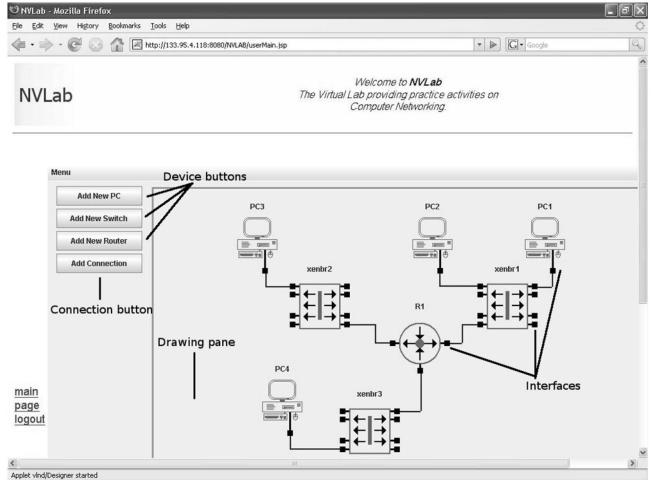 NVLab - Mozilla Firefox
File Edit View History Bookmarks Tools Help
http://133.95.4.118:8080/NVLAB/userMain.jsp
Google
NVLab
Welcome to NVLab
The Virtual Lab providing practice activities on
Computer Networking.
Menu
Device buttons
Add New PC
Add New Switch
Add New Router
Add Connection
Connection button
Drawing pane
PC3
PC2
PC1
xenbr2
xenbr1
R1
PC4
xenbr3
Interfaces
main
page
logout
Applet vlnd/Designer started